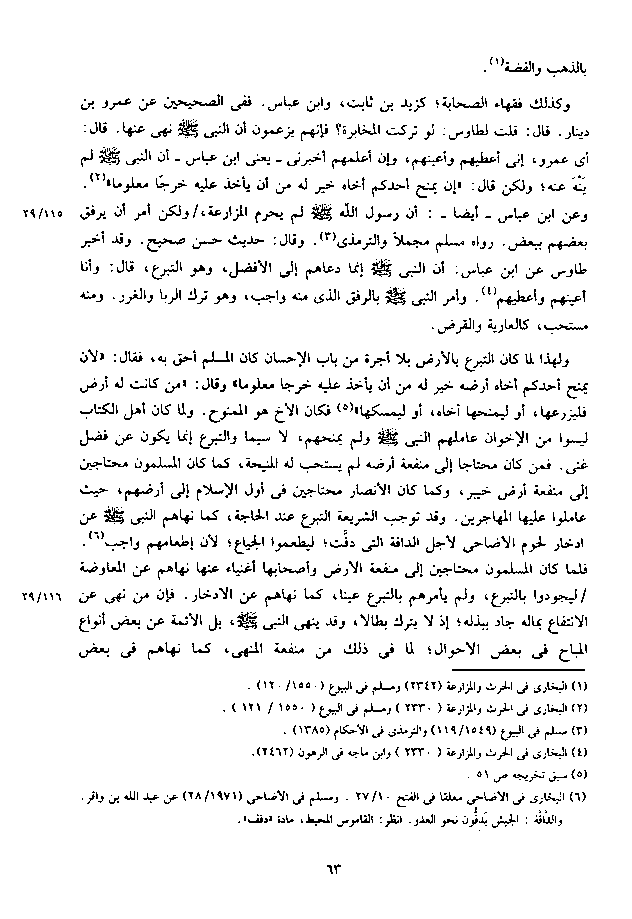 بالذهب والفضة(١) .
وكذلك فقهاء الصحابة؛ كزيد بن ثابت، وابن عباس. ففى الصحيحين عن عمرو بن
دينار. قال: قلت لطاوس: لو تركت المخابرة؟ فإنهم يزعمون أن النبى ﷺ نهى عنها. قال:
أى عمرو، إنى أعطيهم وأعينهم، وإن أعلمهم أخبرنى ـ يعنى ابن عباس ـ أن النبى ﷺ لم
يَنْهَ عنه؛ ولكن قال: «إن يمنح أحدكم أخاه خير له من أن يأخذ عليه خرجًا معلوما»(٢).
٢٩/١١٥ وعن ابن عباس ـ أيضا ـ : أن رسول الله ﷺ لم يحرم المزارعة،/ولكن أمر أن يرفق
بعضهم ببعض. رواه مسلم مجملاً والترمذى(٣). وقال: حديث حسن صحيح. وقد أخبر
طاوس عن ابن عباس: أن النبى ﷺ إنما دعاهم إلى الأفضل، وهو التبرع، قال: وأنا
أعينهم وأعطيهم(٤). وأمر النبى ﷺ بالرفق الذى منه واجب، وهو ترك الربا والغرر. ومنه
مستحب، كالعارية والقرض.
ولهذا لما كان التبرع بالأرض بلا أجرة من باب الإحسان كان المسلم أحق به، فقال: «لأن
يمنح أحدكم أخاه أرضه خير له من أن يأخذ عليه خرجا معلوما» وقال: «من كانت له أرض
فليزرعها، أو ليمنحها أخاه، أو ليمسكها»(٥) فكان الأخ هو الممنوح. ولما كان أهل الكتاب
ليسوا من الإخوان عاملهم النبى ﷺ ولم يمنحهم، لا سيما والتبرع إنما يكون عن فضل
غنى. فمن كان محتاجا إلى منفعة أرضه لم يستحب له المنيحة، كما كان المسلمون محتاجين
إلى منفعة أرض خيبر، وكما كان الأنصار محتاجين فى أول الإسلام إلى أرضهم، حيث
عاملوا عليها المهاجرين. وقد توجب الشريعة التبرع عند الحاجة، كما نهاهم النبى ﷺ عن
ادخار لحوم الاضاحى لأجل الدافة التى دفَّت؛ ليطعموا الجياع؛ لأن إطعامهم واجب(٦).
فلما كان المسلمون محتاجين إلى منفعة الارض وأصحابها أغنياء عنها نهاهم عن المعاوضة
٢٩/١١٦ /ليجودوا بالتبرع، ولم يأمرهم بالتبرع عينا، كما نهاهم عن الادخار. فإن من نهى عن
الانتفاع بماله جاد ببذله؛ إذ لا يترك بطالا، وقد ينهى النبى ﷺ، بل الأئمة عن بعض أنواع
المباح فى بعض الأحوال؛ لما فى ذلك من منفعة المنهى، كما نهاهم فى بعض
(١) البخارى فى الحرث والمزارعة (٢٣٤٢) ومسلم فى البيوع (١٥٥٠/ ١٢٠) .
(٢) البخارى فى الحرث والمزارعة ( ٢٣٣٠ ) ومسلم فى البيوع ( ١٥٥٠ / ١٢١ ) .
(٣) مسلم فى البيوع (١٥٤٩/١١٩) والترمذى فى الأحكام (١٣٨٥) .
(٤) البخارى فى الحرث والمزارعة ( ٢٣٣٠ ) وابن ماجه فى الرهون (٢٤٦٢).
(٥) سبق تخريجه ص ٥١ .
(٦) البخارى فى الأضاحى معلقا فى الفتح ٢٧/١٠ . ومسلم فى الأضاحى (٢٨/١٩٧١) عن عبد الله بن واقر.
والدَّافَّة : الجيش يَدِفُّون نحو العدو. انظر: القاموس المحيط، مادة «دفف».
٦٣